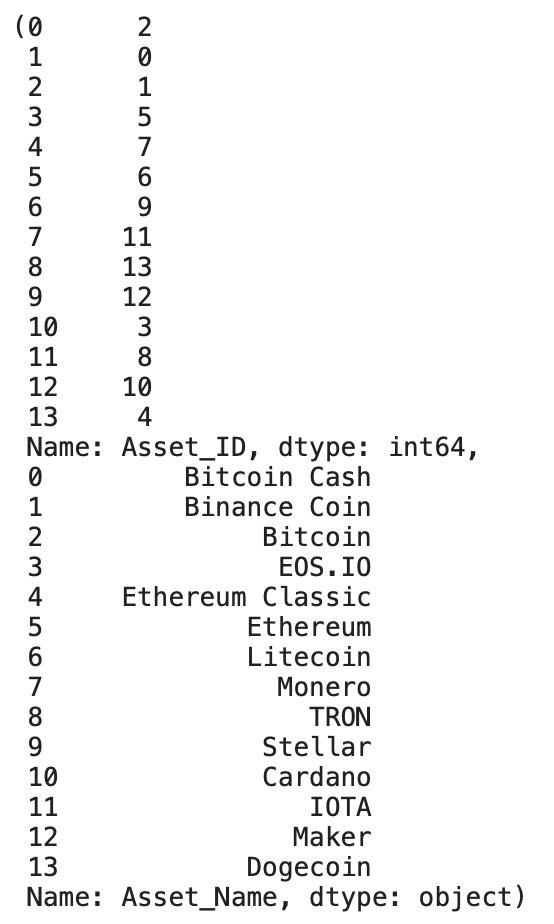 (0      2
 1      0
 2      1
 3      5
 4      7
 5      6
 6      9
 7     11
 8     13
 9     12
 10     3
 11     8
 12    10
 13     4
 Name: Asset_ID, dtype: int64,
 0         Bitcoin Cash
 1         Binance Coin
 2              Bitcoin
 3               EOS.IO
 4     Ethereum Classic
 5             Ethereum
 6             Litecoin
 7               Monero
 8                 TRON
 9              Stellar
 10             Cardano
 11                IOTA
 12               Maker
 13            Dogecoin
 Name: Asset_Name, dtype: object)